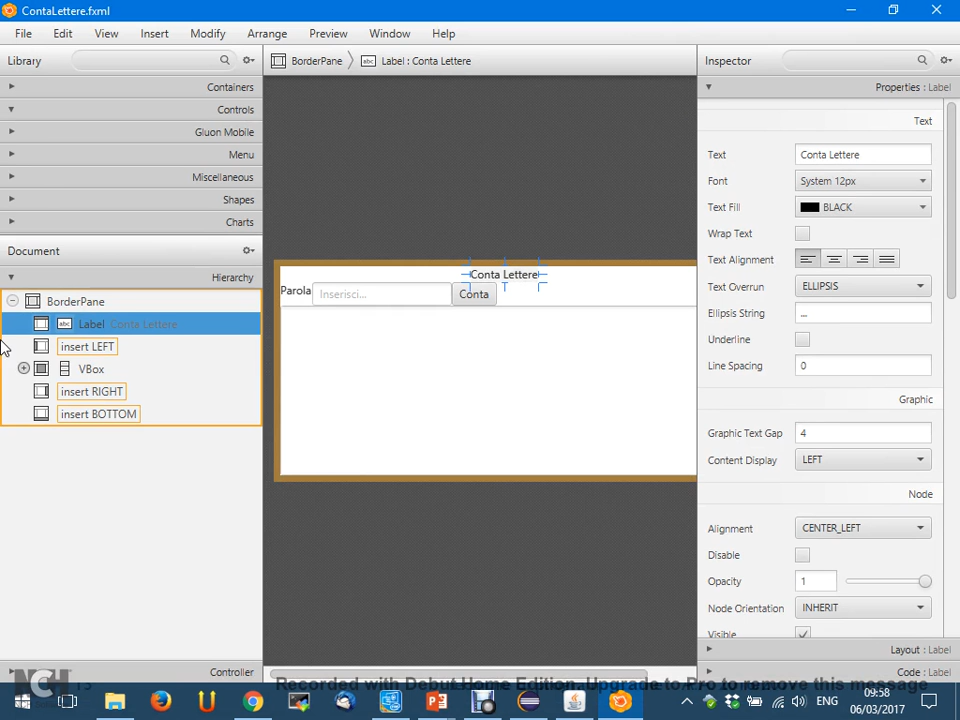 ContaLettere.fxml
File Edit View Insert Modify Arrange Preview Window Help
Library
Containers
Controls
Gluon Mobile
Menu
Miscellaneous
Shapes
Charts
Document
Hierarchy
BorderPane
Label Conta Lettere
insert LEFT
VBox
insert RIGHT
insert BOTTOM
Controller
BorderPane
abc Label : Conta Lettere
Conta Lettere
Parola Inserisci... Conta
Inspector
Properties : Label
Text
Text Conta Lettere
Font System 12px
Text Fill BLACK
Wrap Text
Text Alignment
Text Overrun ELLIPSIS
Ellipsis String ...
Underline
Line Spacing 0
Graphic
Graphic Text Gap 4
Content Display LEFT
Node
Alignment CENTER_LEFT
Disable
Opacity 1
Node Orientation INHERIT
Visible
Layout : Label
Code : Label
NCH
Recorded with Debut Home Edition. Upgrade to Pro to remove this message
ENG
09:58
06/03/2017